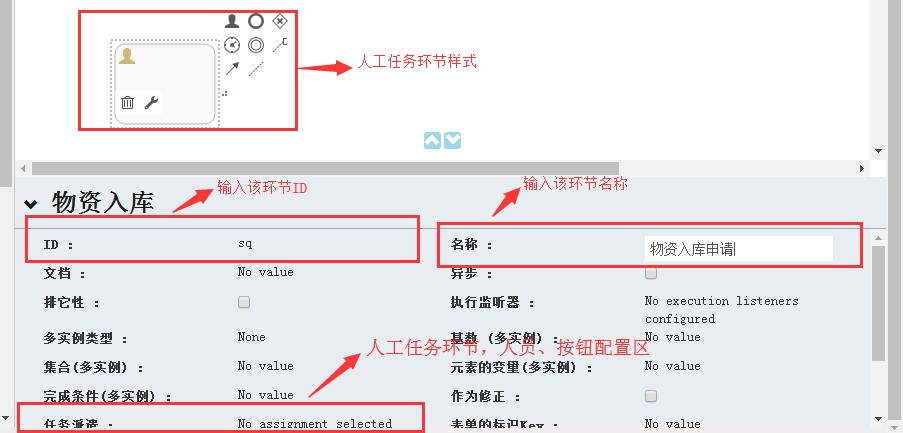 人工任务环节样式
输入该环节ID
输入该环节名称
物资入库
ID :
sq
名称 :
物资入库申请
文档 :
No value
异步 :
排它性 :
执行监听器 :
No execution listeners
configured
多实例类型 :
None
基数 (多实例) :
No value
人工任务环节，人员、按钮配置区
集合(多实例) :
No value
元素的变量(多实例) :
No value
完成条件(多实例) :
No value
作为修正 :
任务派遣 :
No assignment selected
表单的标识Key :
No value